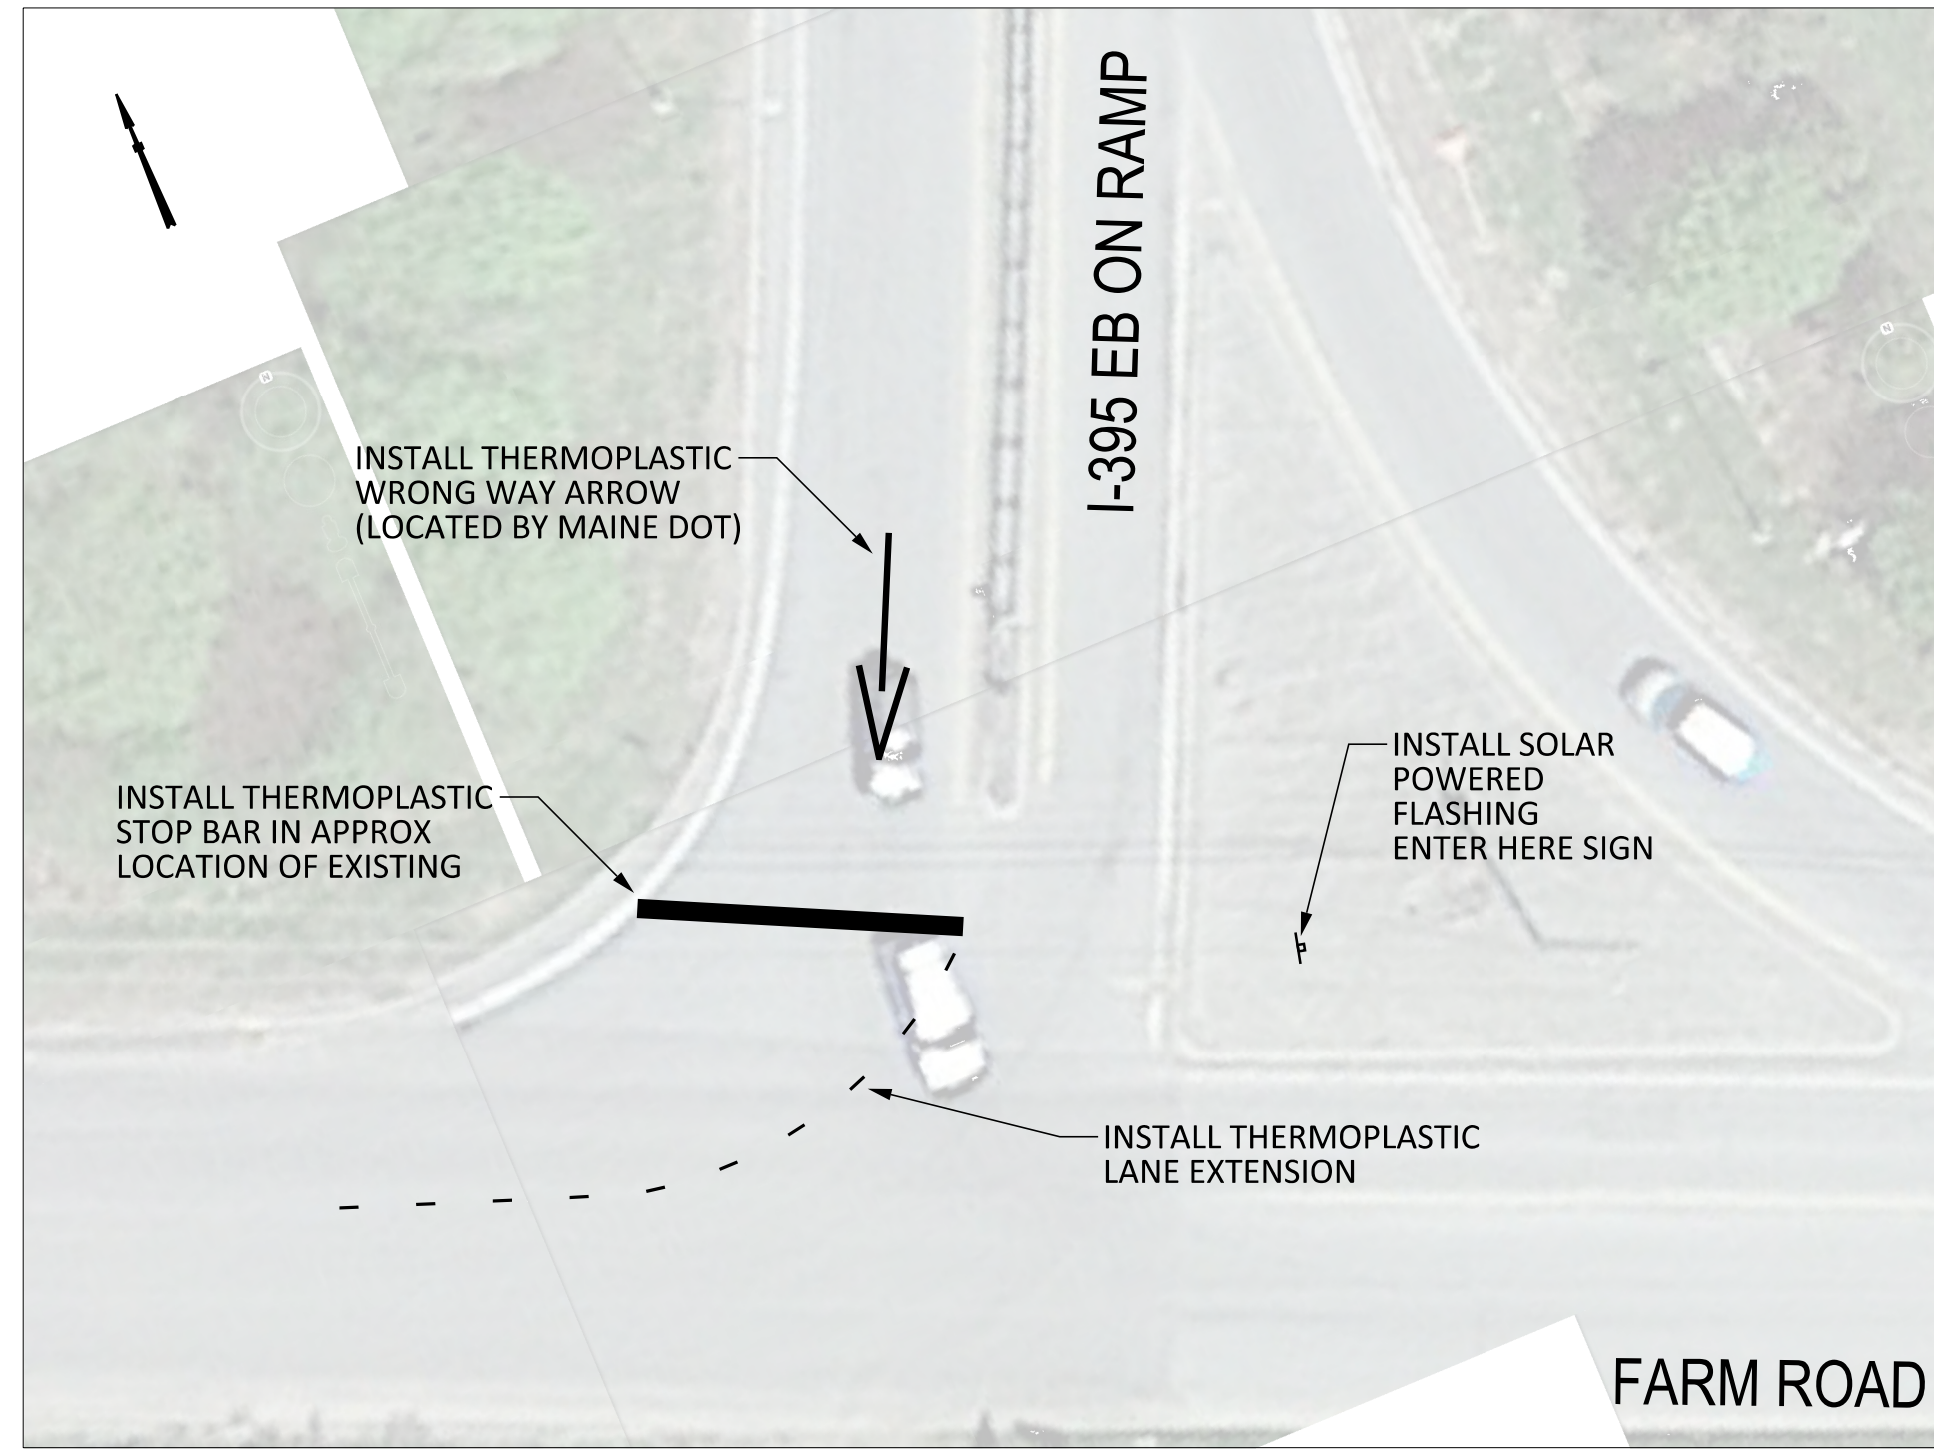 I-395 EB ON RAMP
INSTALL THERMOPLASTIC
WRONG WAY ARROW
(LOCATED BY MAINE DOT)
INSTALL THERMOPLASTIC
STOP BAR IN APPROX
LOCATION OF EXISTING
INSTALL SOLAR
POWERED
FLASHING
ENTER HERE SIGN
INSTALL THERMOPLASTIC
LANE EXTENSION
FARM ROAD
N
N